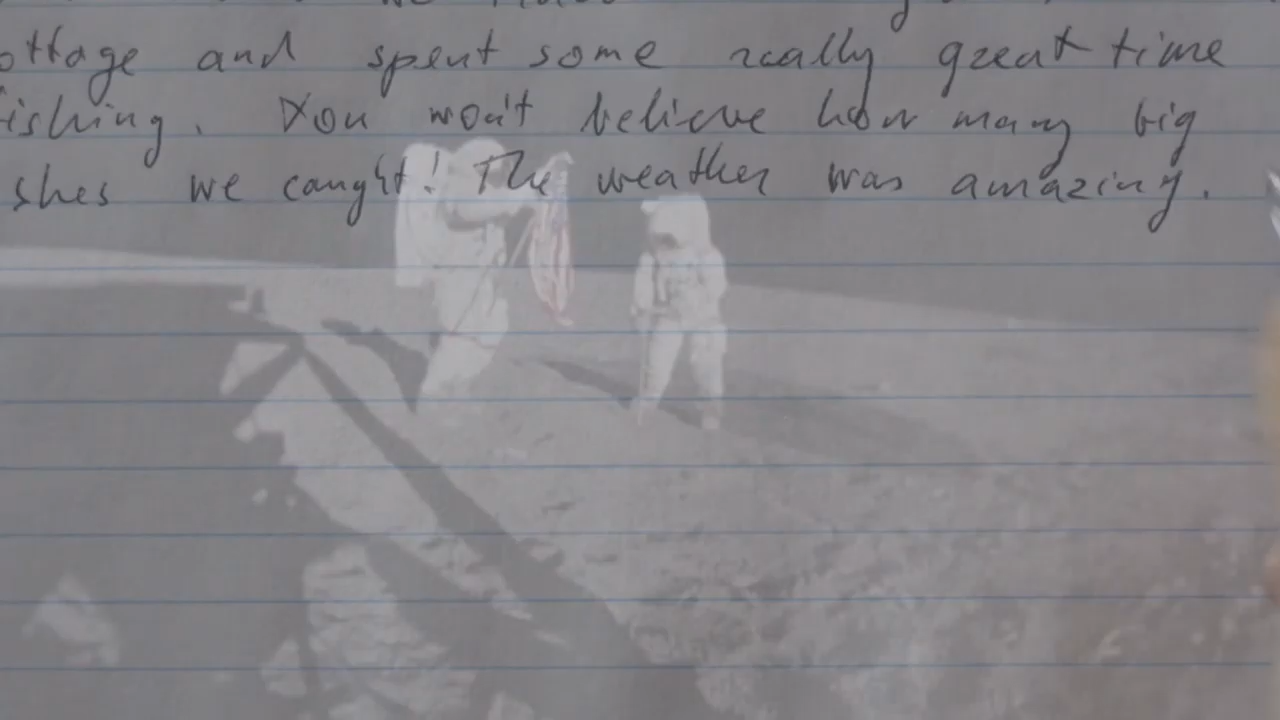 ottage and spent some really great time
ishing. You won't believe how many big
shes we caught! The weather was amazing.